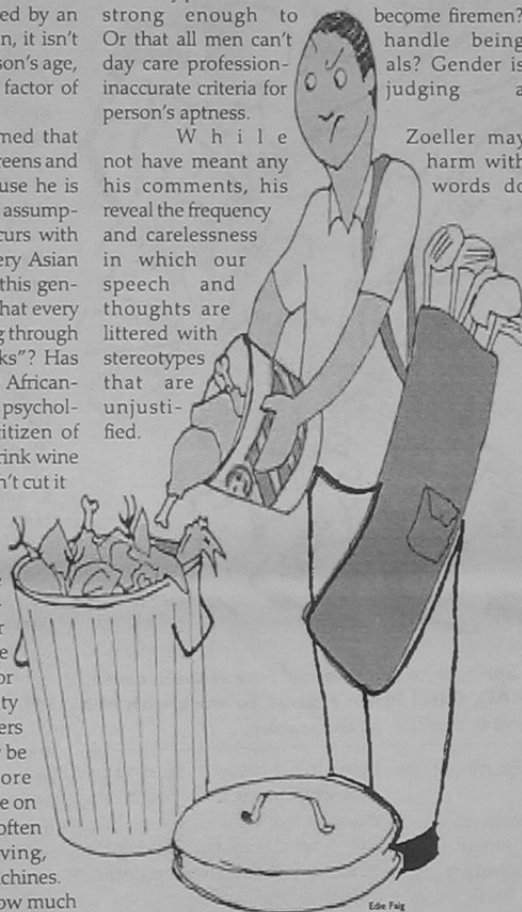 ed by an
n, it isn't
son's age,
factor of
med that
reens and
use he is
assump-
curs with
ery Asian
this gen-
hat every
g through
ks"? Has
African-
psychol-
itizen of
rink wine
n't cut it
r
e
or
ty
ers
be
ore
e on
often
ving,
chines.
ow much
strong enough to become firemen?
Or that all men can't handle being
day care profession- als? Gender is
inaccurate criteria for judging a
person's aptness.
While Zoeller may
not have meant any harm with
his comments, his words do
reveal the frequency
and carelessness
in which our
speech and
thoughts are
littered with
stereotypes
that are
unjusti-
fied.
Edie Faig